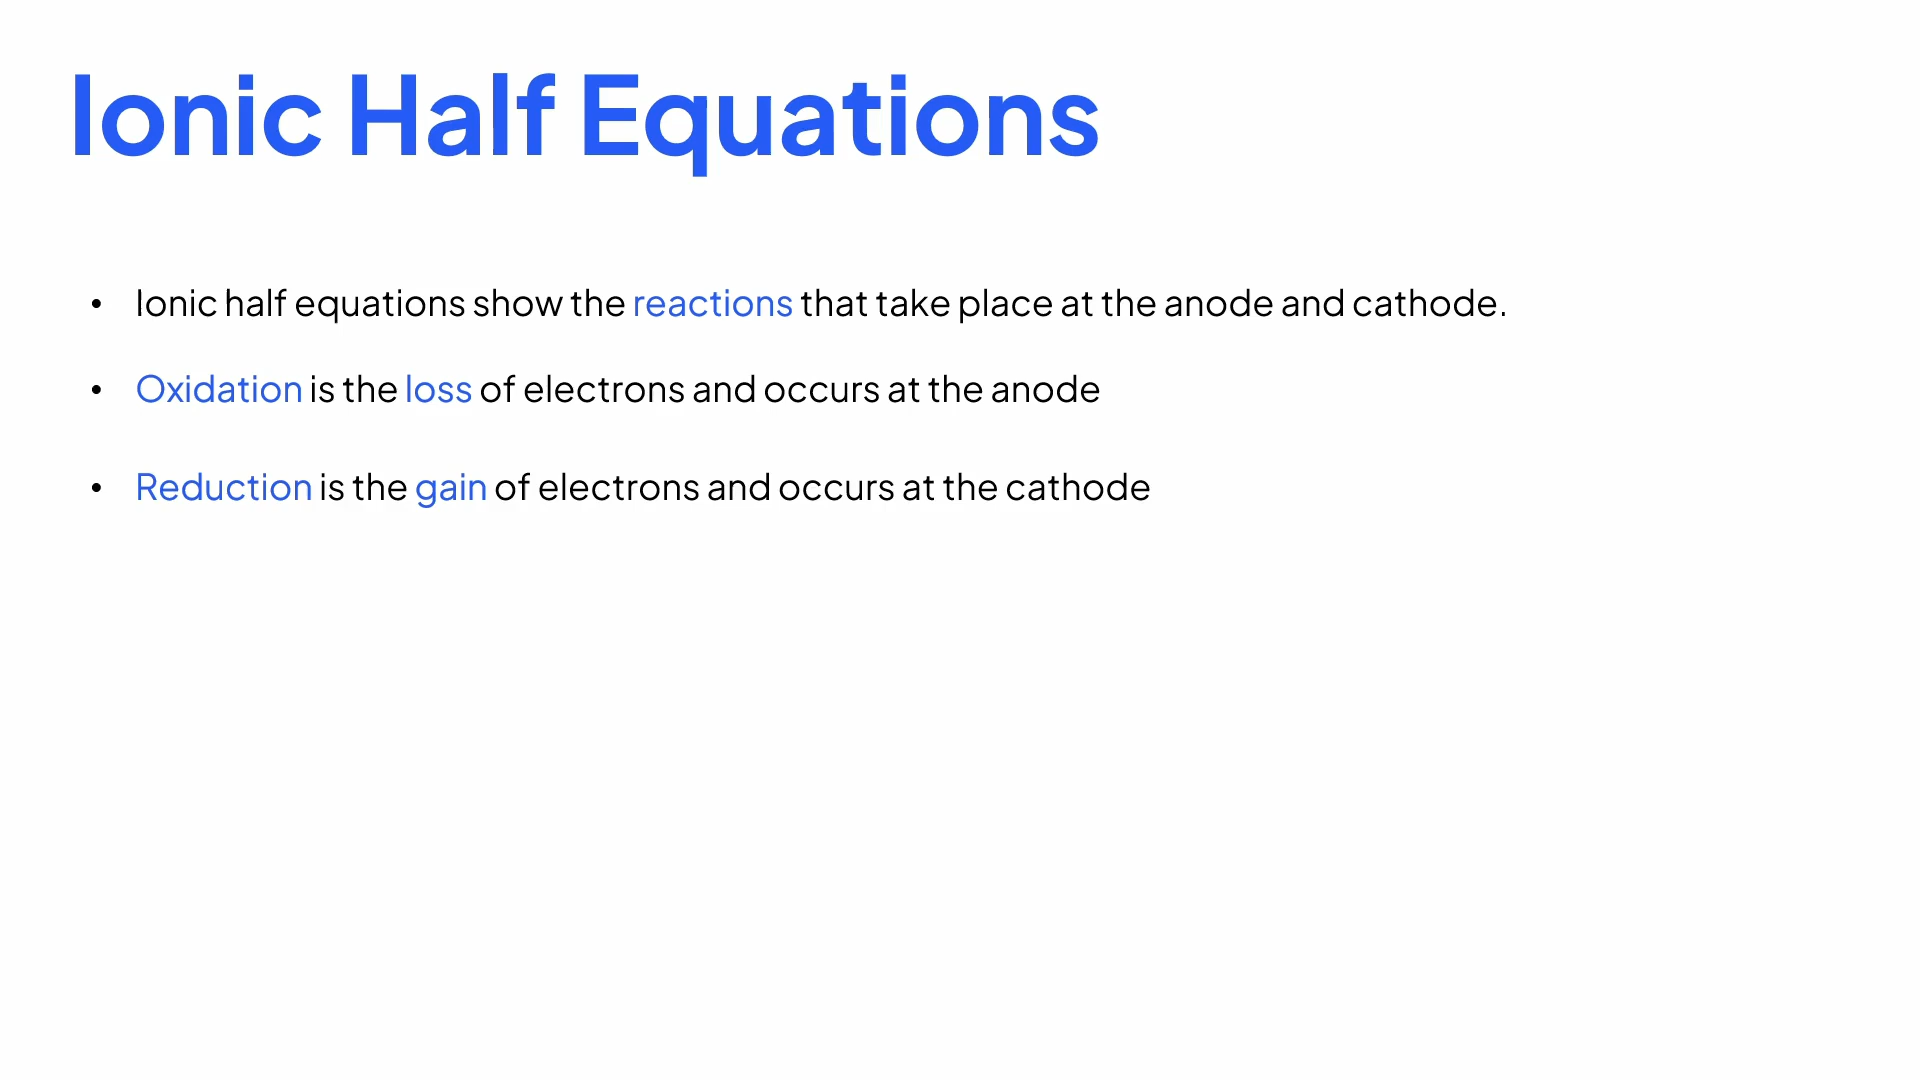 Ionic Half Equations
• Ionic half equations show the reactions that take place at the anode and cathode.
• Oxidation is the loss of electrons and occurs at the anode
• Reduction is the gain of electrons and occurs at the cathode